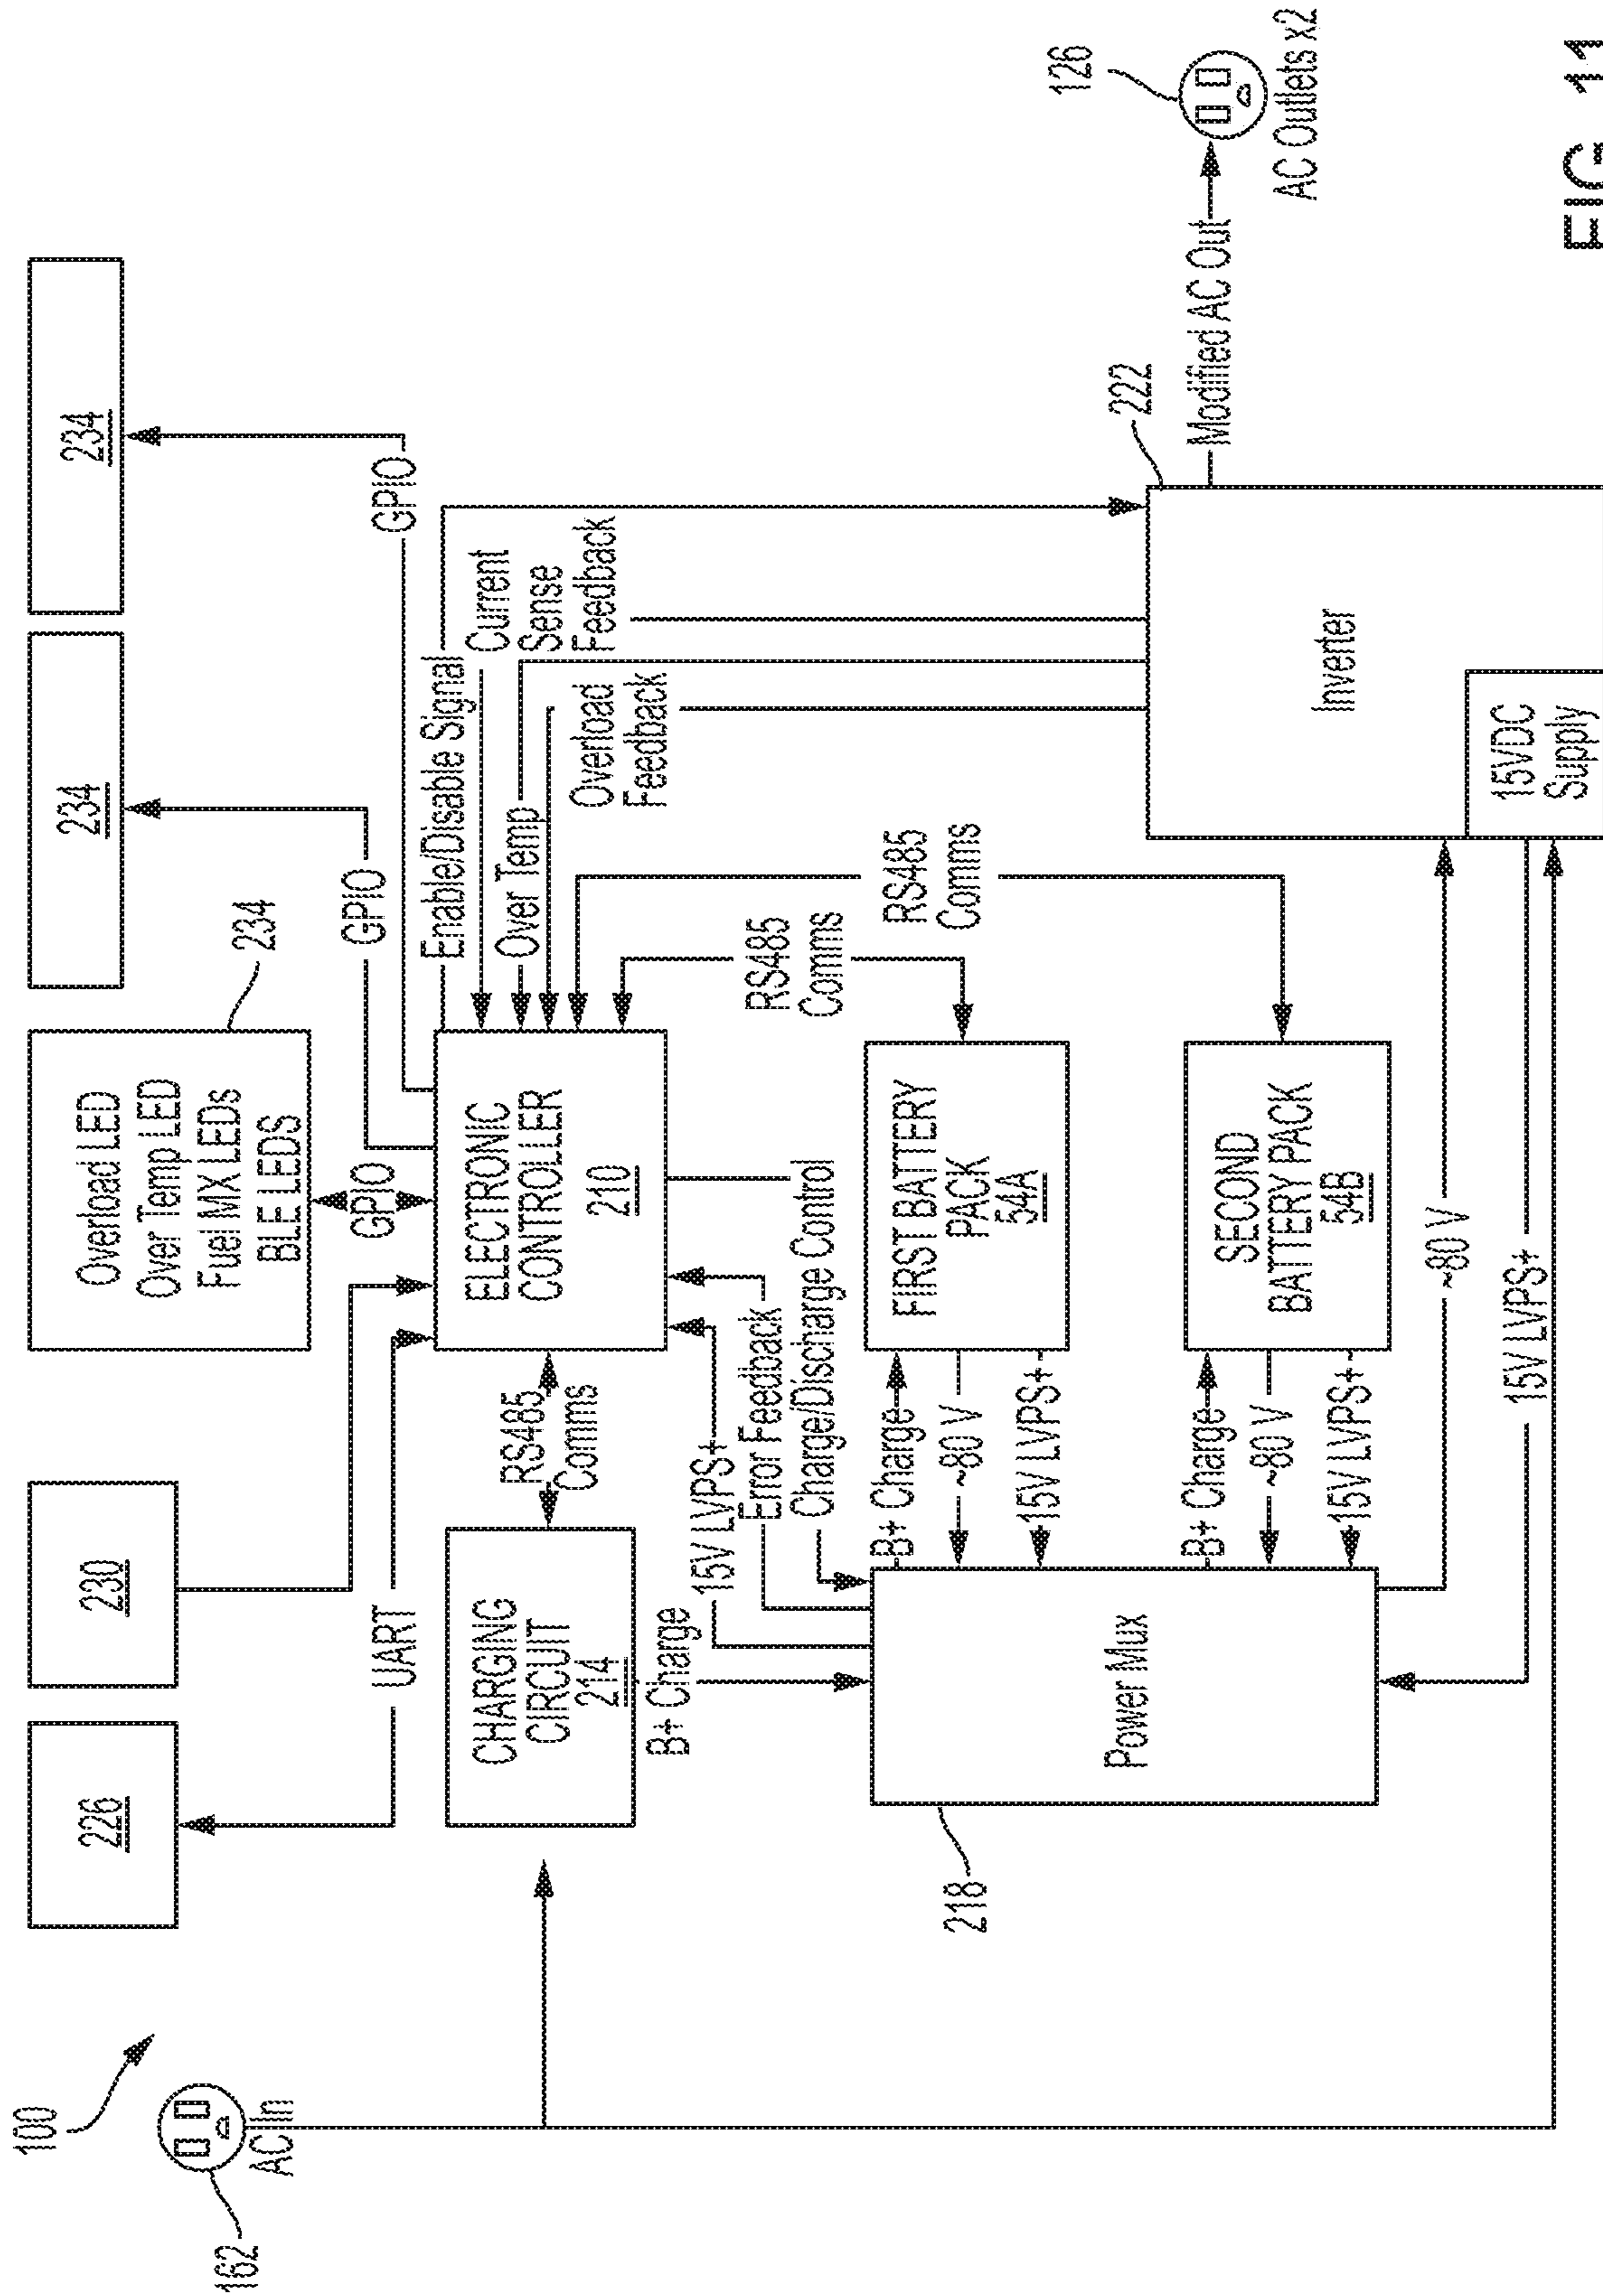 100
162
AC In
226
230
UART
Overload LED
Over Temp LED
Fuel MX LEDs
BLE LEDS
234
GPIO
234
GPIO
234
GPIO
CHARGING
CIRCUIT
214
RS485
Comms
ELECTRONIC
CONTROLLER
210
Enable/Disable Signal
Current
Sense
Feedback
Over Temp
Overload
Feedback
B+ Charge
15V LVPS+
Error Feedback
Charge/Discharge Control
RS485
Comms
RS485
Comms
218
Power Mux
B+ Charge
~80 V
15V LVPS+
FIRST BATTERY
PACK
54A
B+ Charge
~80 V
15V LVPS+
SECOND
BATTERY PACK
54B
~80 V
15V LVPS+
222
Inverter
15VDC
Supply
Modified AC Out
126
AC Outlets x2
FIG. 11